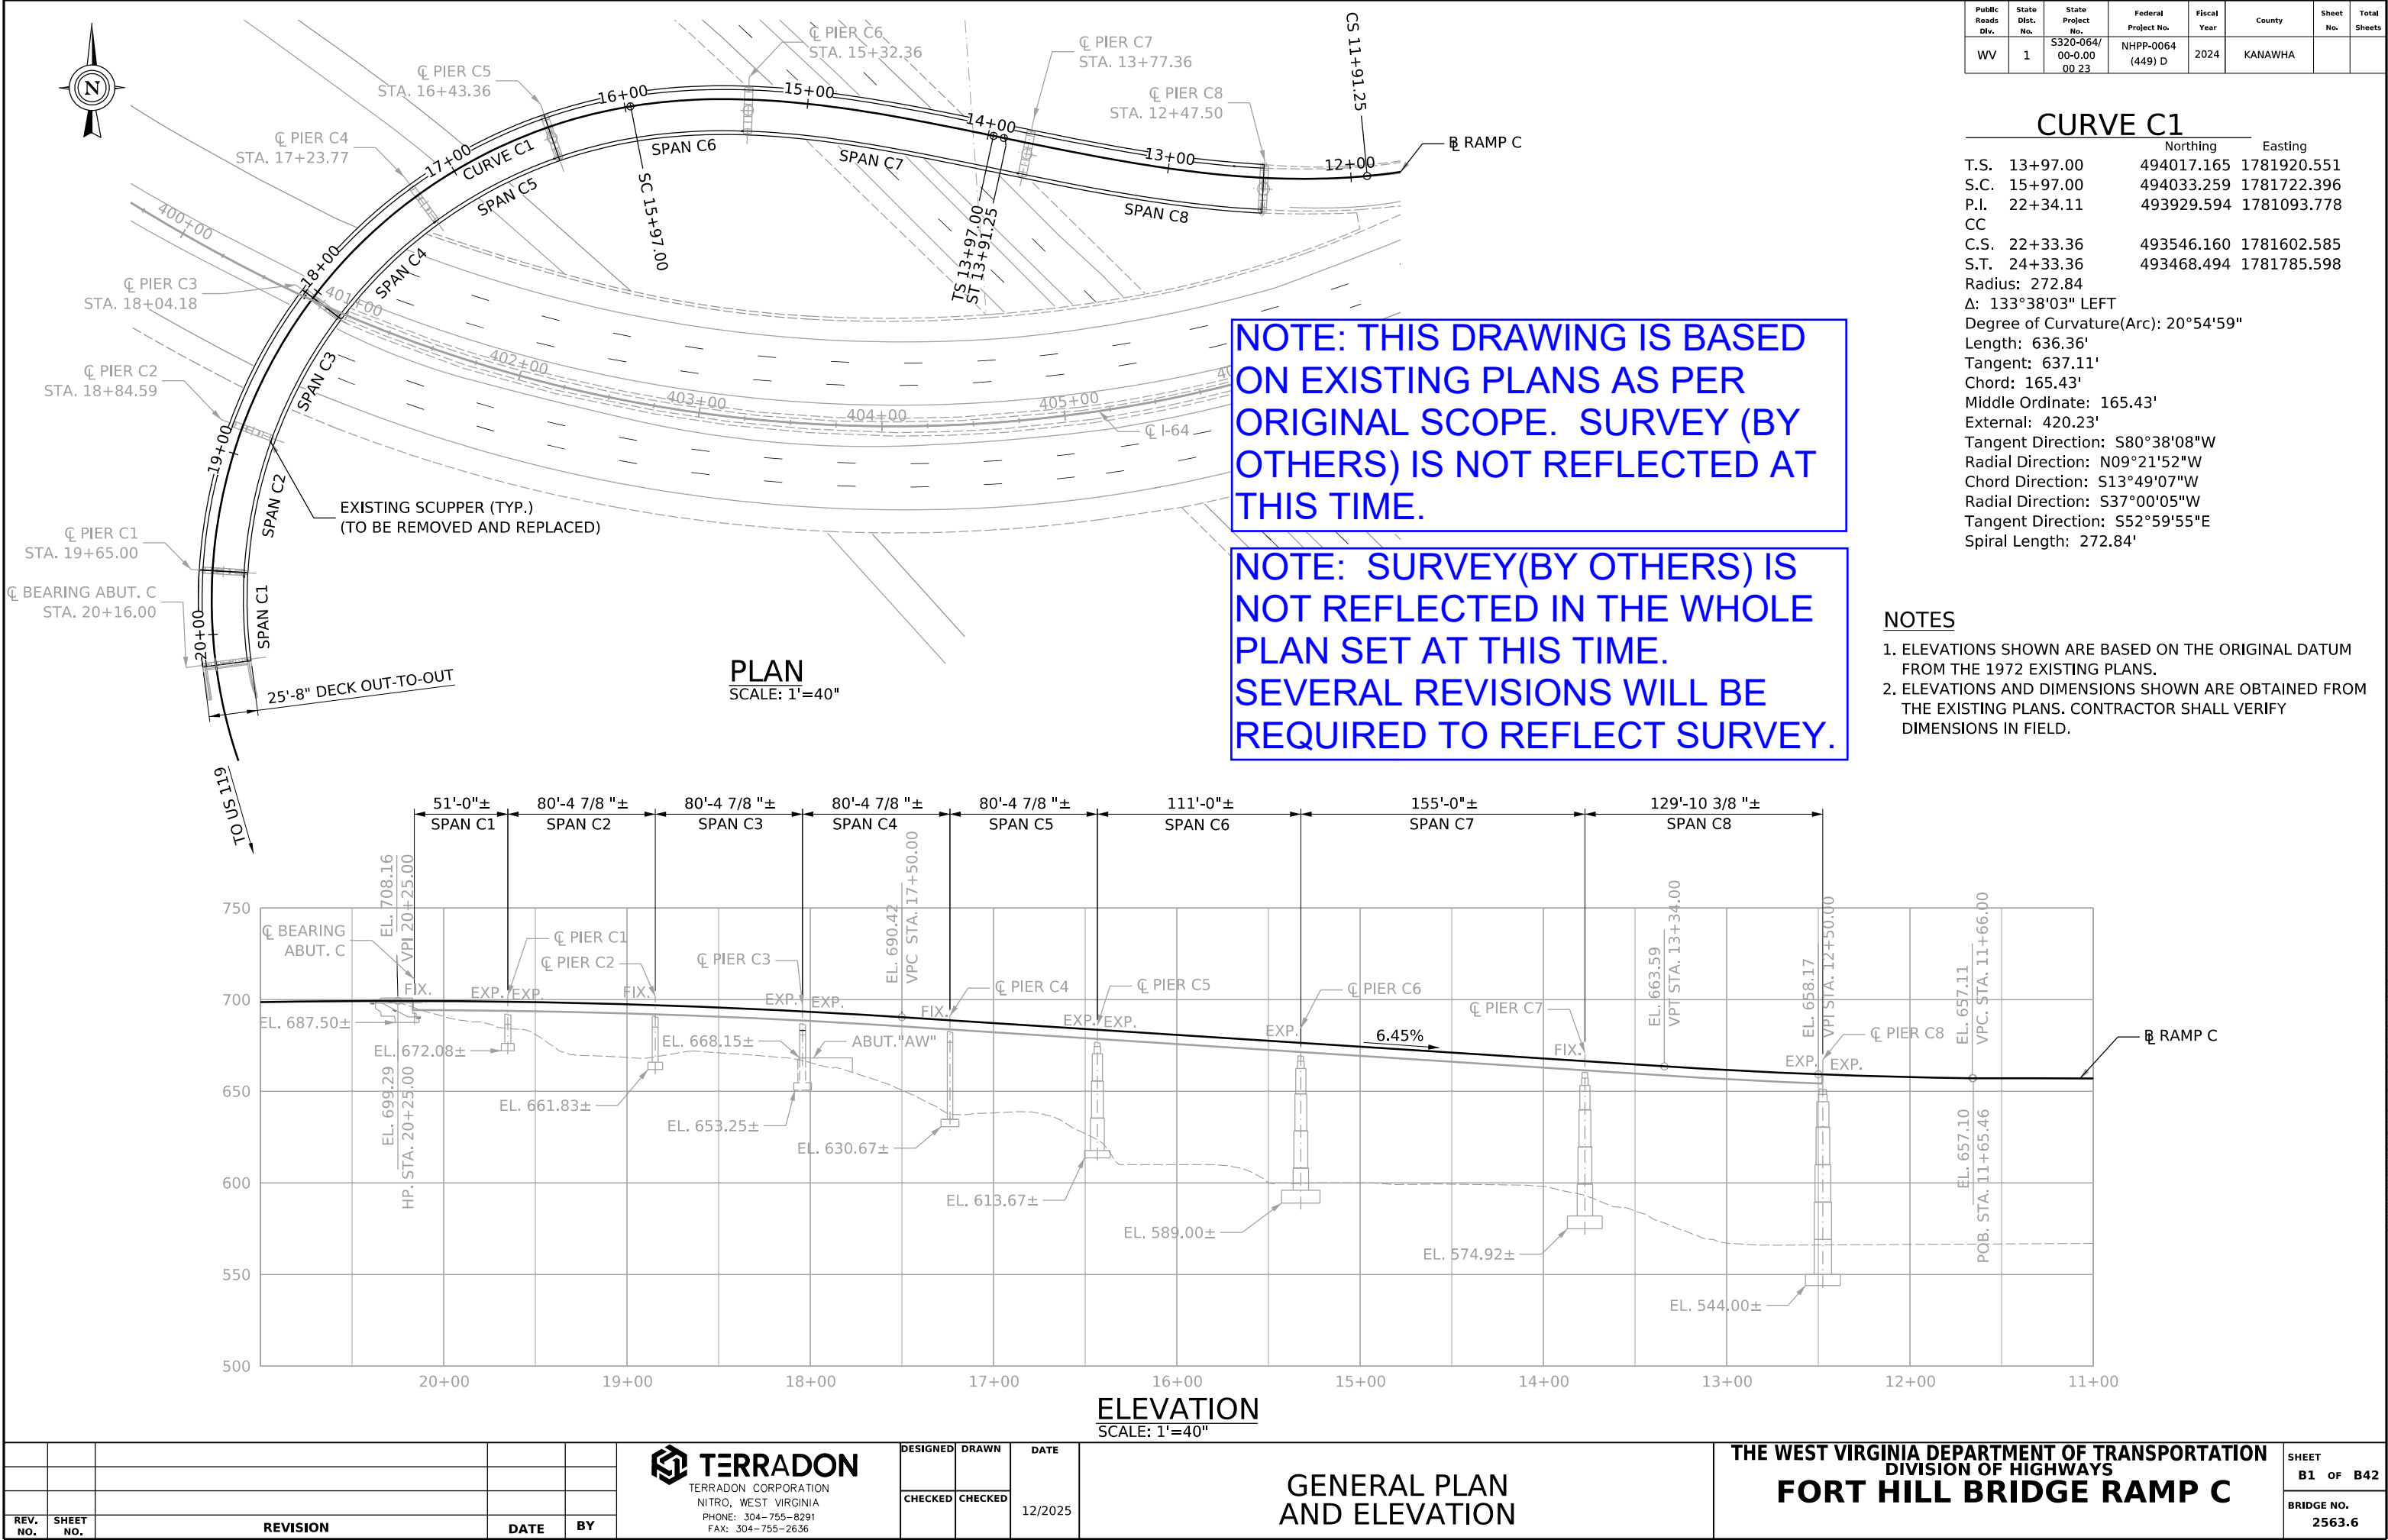 Public Roads Div.
State Dist. No.
State Project No.
Federal Project No.
Fiscal Year
County
Sheet No.
Total Sheets
WV
1
S320-064/
00-0.00
00 23
NHPP-0064
(449) D
2024
KANAWHA
N
℄ PIER C6
STA. 15+32.36
℄ PIER C7
STA. 13+77.36
CS 11+91.25
℄ PIER C5
STA. 16+43.36
℄ PIER C8
STA. 12+47.50
℄ PIER C4
STA. 17+23.77
16+00
15+00
14+00
13+00
12+00
B RAMP C
17+00
CURVE C1
SPAN C6
SPAN C7
SPAN C8
SPAN C5
SC 15+97.00
TS 13+97.00
ST 13+91.25
400+00
18+00
SPAN C4
℄ PIER C3
STA. 18+04.18
401+00
SPAN C3
402+00
403+00
404+00
405+00
40
℄ I-64
℄ PIER C2
STA. 18+84.59
19+00
SPAN C2
EXISTING SCUPPER (TYP.)
(TO BE REMOVED AND REPLACED)
℄ PIER C1
STA. 19+65.00
℄ BEARING ABUT. C
STA. 20+16.00
SPAN C1
20+00
25'-8" DECK OUT-TO-OUT
TO US 119
PLAN
SCALE: 1'=40"
NOTE: THIS DRAWING IS BASED
ON EXISTING PLANS AS PER
ORIGINAL SCOPE. SURVEY (BY
OTHERS) IS NOT REFLECTED AT
THIS TIME.
NOTE: SURVEY(BY OTHERS) IS
NOT REFLECTED IN THE WHOLE
PLAN SET AT THIS TIME.
SEVERAL REVISIONS WILL BE
REQUIRED TO REFLECT SURVEY.
CURVE C1
Northing Easting
T.S. 13+97.00 494017.165 1781920.551
S.C. 15+97.00 494033.259 1781722.396
P.I. 22+34.11 493929.594 1781093.778
CC
C.S. 22+33.36 493546.160 1781602.585
S.T. 24+33.36 493468.494 1781785.598
Radius: 272.84
Δ: 133°38'03" LEFT
Degree of Curvature(Arc): 20°54'59"
Length: 636.36'
Tangent: 637.11'
Chord: 165.43'
Middle Ordinate: 165.43'
External: 420.23'
Tangent Direction: S80°38'08"W
Radial Direction: N09°21'52"W
Chord Direction: S13°49'07"W
Radial Direction: S37°00'05"W
Tangent Direction: S52°59'55"E
Spiral Length: 272.84'
NOTES
1. ELEVATIONS SHOWN ARE BASED ON THE ORIGINAL DATUM
FROM THE 1972 EXISTING PLANS.
2. ELEVATIONS AND DIMENSIONS SHOWN ARE OBTAINED FROM
THE EXISTING PLANS. CONTRACTOR SHALL VERIFY
DIMENSIONS IN FIELD.
51'-0"± 80'-4 7/8 "± 80'-4 7/8 "± 80'-4 7/8 "± 80'-4 7/8 "± 111'-0"± 155'-0"± 129'-10 3/8 "±
SPAN C1 SPAN C2 SPAN C3 SPAN C4 SPAN C5 SPAN C6 SPAN C7 SPAN C8
750
700
650
600
550
500
EL. 708.16
VPI 20+25.00
℄ BEARING
ABUT. C
℄ PIER C1
℄ PIER C2
℄ PIER C3
EL. 690.42
VPC STA. 17+50.00
℄ PIER C4
℄ PIER C5
℄ PIER C6
℄ PIER C7
EL. 663.59
VPT STA. 13+34.00
EL. 658.17
VPI STA. 12+50.00
℄ PIER C8
EL. 657.11
VPC. STA. 11+66.00
B RAMP C
FIX.
EXP. EXP.
FIX.
EXP. EXP.
FIX.
EXP. EXP.
EXP.
6.45%
FIX.
EXP. EXP.
EL. 687.50±
EL. 672.08±
EL. 668.15±
ABUT."AW"
EL. 699.29
HP. STA. 20+25.00
EL. 661.83±
EL. 653.25±
EL. 630.67±
EL. 613.67±
EL. 589.00±
EL. 574.92±
EL. 544.00±
EL. 657.10
POB. STA. 11+65.46
20+00 19+00 18+00 17+00 16+00 15+00 14+00 13+00 12+00 11+00
ELEVATION
SCALE: 1'=40"
REV. NO.
SHEET NO.
REVISION
DATE
BY
TERRADON
TERRADON CORPORATION
NITRO, WEST VIRGINIA
PHONE: 304-755-8291
FAX: 304-755-2636
DESIGNED DRAWN DATE
CHECKED CHECKED
12/2025
GENERAL PLAN
AND ELEVATION
THE WEST VIRGINIA DEPARTMENT OF TRANSPORTATION
DIVISION OF HIGHWAYS
FORT HILL BRIDGE RAMP C
SHEET
B1 OF B42
BRIDGE NO.
2563.6